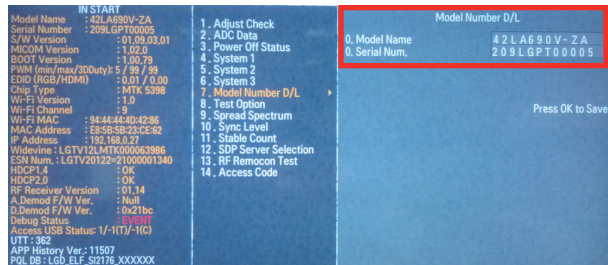 IN START
Model Name : 42LA690V-ZA
Serial Number : 209LGPT00005
S/W Version : 01,09,03,01
MICOM Version : 1,02,0
BOOT Version : 1,00,79
PWM (min/max/3DDuty): 5 / 99 / 99
EDID (RGB/HDMI) : 0,01 / 0,00
Chip Type : MTK 5398
Wi-Fi Version : 1,0
Wi-Fi Channel : 9
Wi-Fi MAC : 94:44:44:4D:42:86
MAC Address : E8:5B:5B:23:CE:62
IP Address : 192,168,0,27
Widevine : LGTV12LMTK000063986
ESN Num. : LGTV20122=21000001340
HDCP1,4 : OK
HDCP2,0 : OK
RF Receiver Version : 01,14
A,Demod F/W Ver, : Null
D,Demod F/W Ver, : 0x21bc
Debug Status : EVENT
Access USB Status: 1/-1(T)/-1(C)
UTT : 362
APP History Ver,: 11507
PQL DB : LGD_ELF_SI2176_XXXXXX
1 . Adjust Check
2 . ADC Data
3 . Power Off Status
4 . System 1
5 . System 2
6 . System 3
7 . Model Number D/L
8 . Test Option
9 . Spread Spectrum
10 . Sync Level
11 . Stable Count
12 . SDP Server Selection
13 . RF Remocon Test
14 . Access Code
Model Number D/L
0. Model Name 42LA690V-ZA
0. Serial Num. 209LGPT00005
Press OK to Save